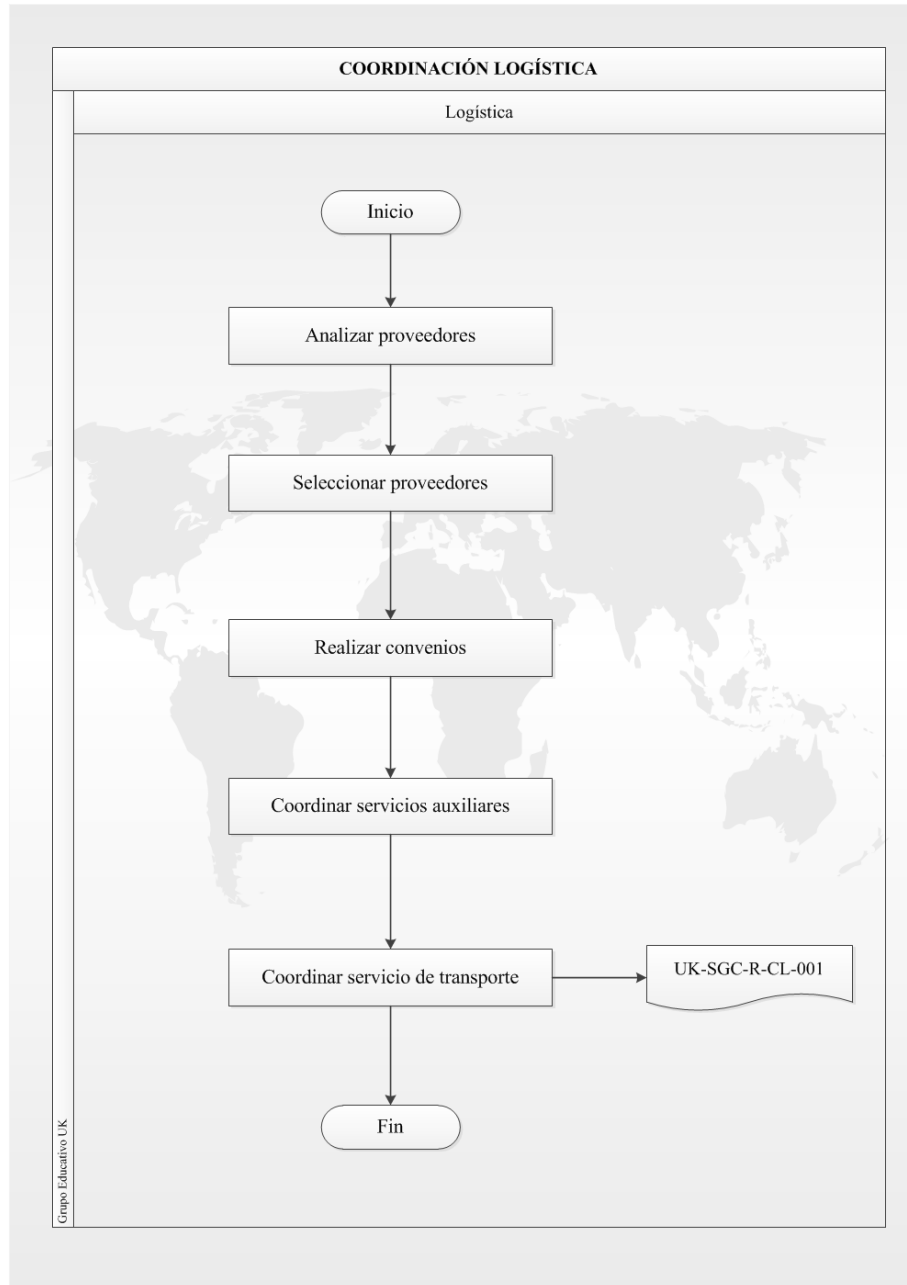 COORDINACIÓN LOGÍSTICA
Logística
Inicio
Analizar proveedores
Seleccionar proveedores
Realizar convenios
Coordinar servicios auxiliares
Coordinar servicio de transporte
UK-SGC-R-CL-001
Fin
Grupo Educativo UK